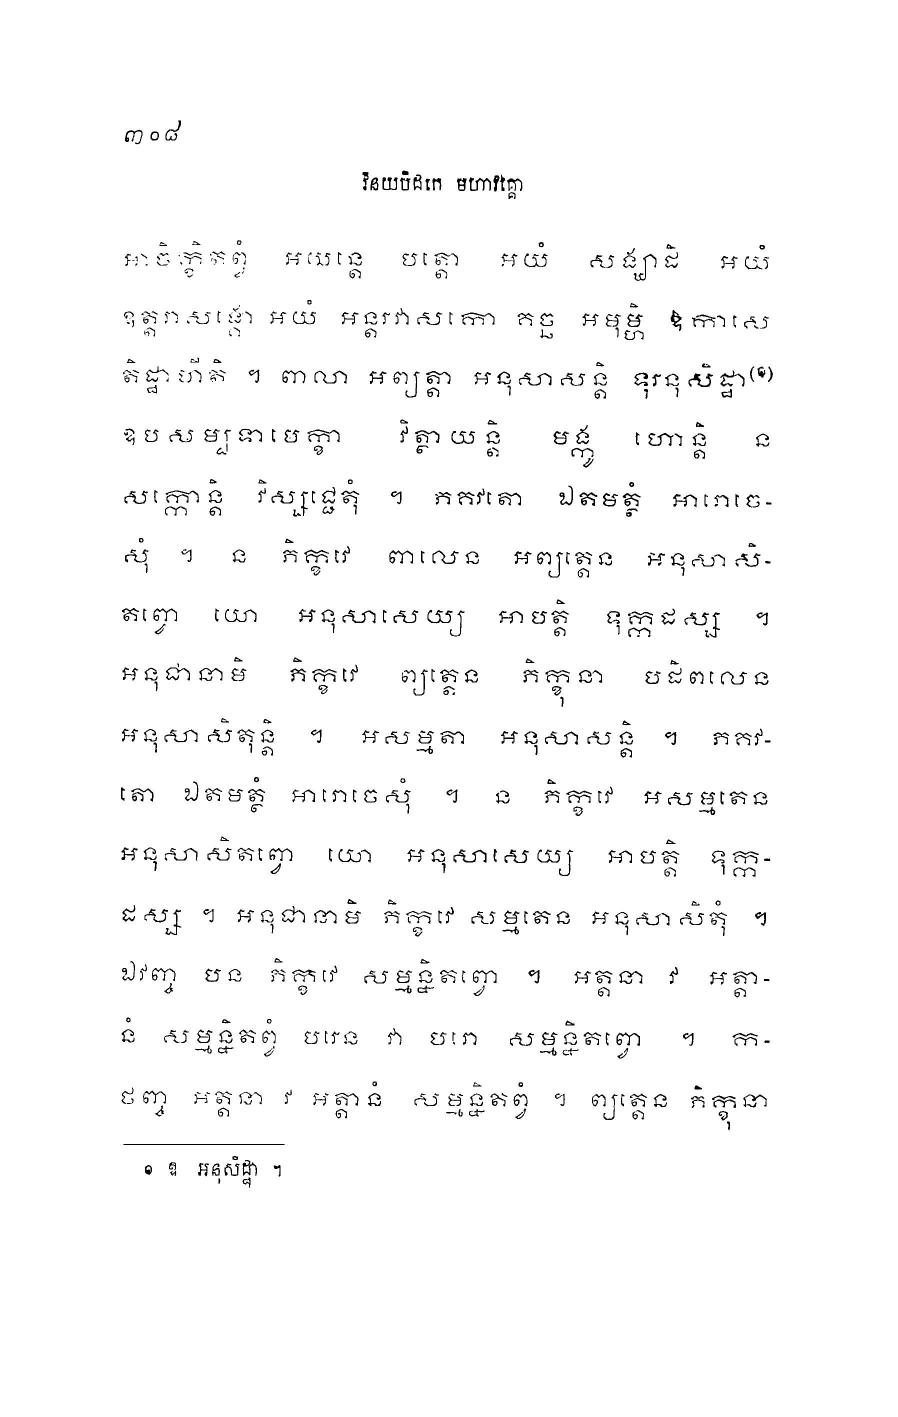 ៣០៨
វិនយបិដកេ មហាវគ្គោ
អាចិក្ខិតព្វំ អយន្តេ បត្តោ អយំ សង្ឃាដិ អយំ
ឧត្តរាសង្គោ អយំ អន្តរវាសកោ គច្ឆ អមុម្ហិ ឱកាសេ
តិដ្ឋាហីតិ ។ ពាលា អព្យត្តា អនុសាសន្តិ ទុរនុសិដ្ឋា(១)
ឧបសម្បទាបេក្ខា វិត្ថាយន្តិ មង្កូ ហោន្តិ ន
សក្កោន្តិ វិស្សជ្ជេតុំ ។ ភគវតោ ឯតមត្ថំ អារោចេ-
សុំ ។ ន ភិក្ខវេ ពាលេន អព្យត្តេន អនុសាសិ-
តព្វោ យោ អនុសាសេយ្យ អាបត្តិ ទុក្កដស្ស ។
អនុជានាមិ ភិក្ខវេ ព្យត្តេន ភិក្ខុនា បដិពលេន
អនុសាសិតុន្តិ ។ អសម្មតា អនុសាសន្តិ ។ ភគវ-
តោ ឯតមត្ថំ អារោចេសុំ ។ ន ភិក្ខវេ អសម្មតេន
អនុសាសិតព្វោ យោ អនុសាសេយ្យ អាបត្តិ ទុក្ក-
ដស្ស ។ អនុជានាមិ ភិក្ខវេ សម្មតេន អនុសាសិតុំ ។
ឯវញ្ច បន ភិក្ខវេ សម្មន្និតព្វោ ។ អត្តនា វ អត្តា-
នំ សម្មន្និតព្វំ បរេន វា បរោ សម្មន្និតព្វោ ។ ក-
ថញ្ច អត្តនា វ អត្តានំ សម្មន្និតព្វំ ។ ព្យត្តេន ភិក្ខុនា
១ ឱ អនុសិដ្ឋា ។